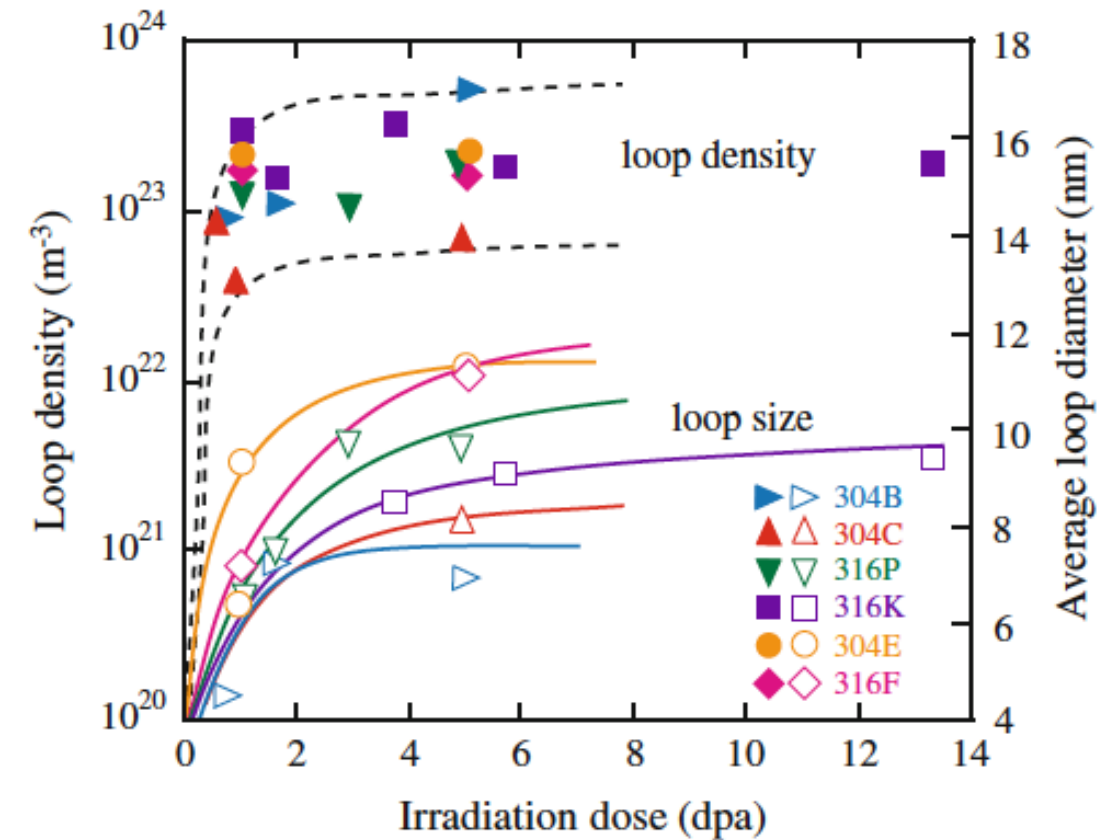 10^24
10^23
10^22
10^21
10^20
Loop density (m^-3)
18
16
14
12
10
8
6
4
Average loop diameter (nm)
loop density
loop size
304B
304C
316P
316K
304E
316F
0 2 4 6 8 10 12 14
Irradiation dose (dpa)